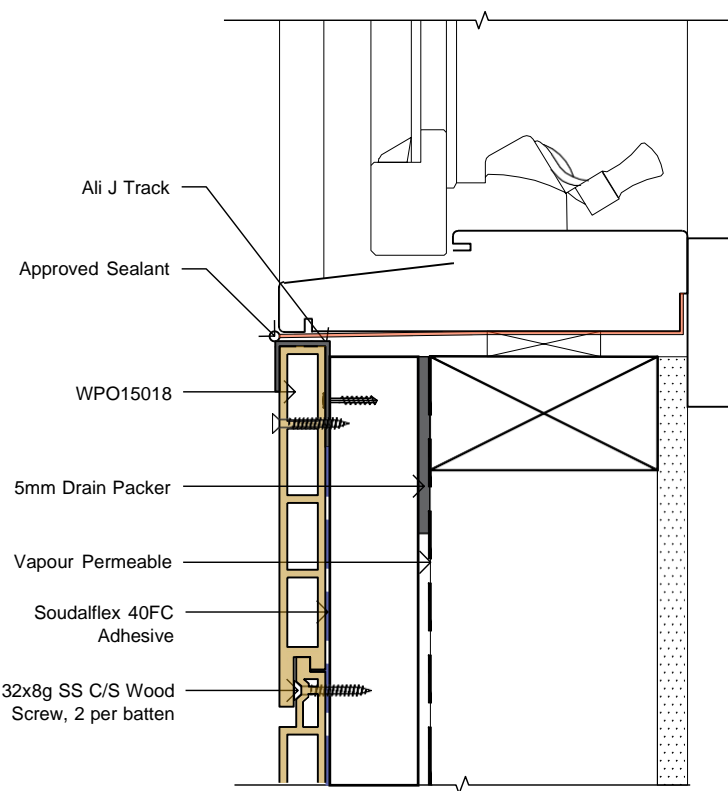 Ali J Track
Approved Sealant
WPO15018
5mm Drain Packer
Vapour Permeable
Soudalflex 40FC
Adhesive
32x8g SS C/S Wood
Screw, 2 per batten